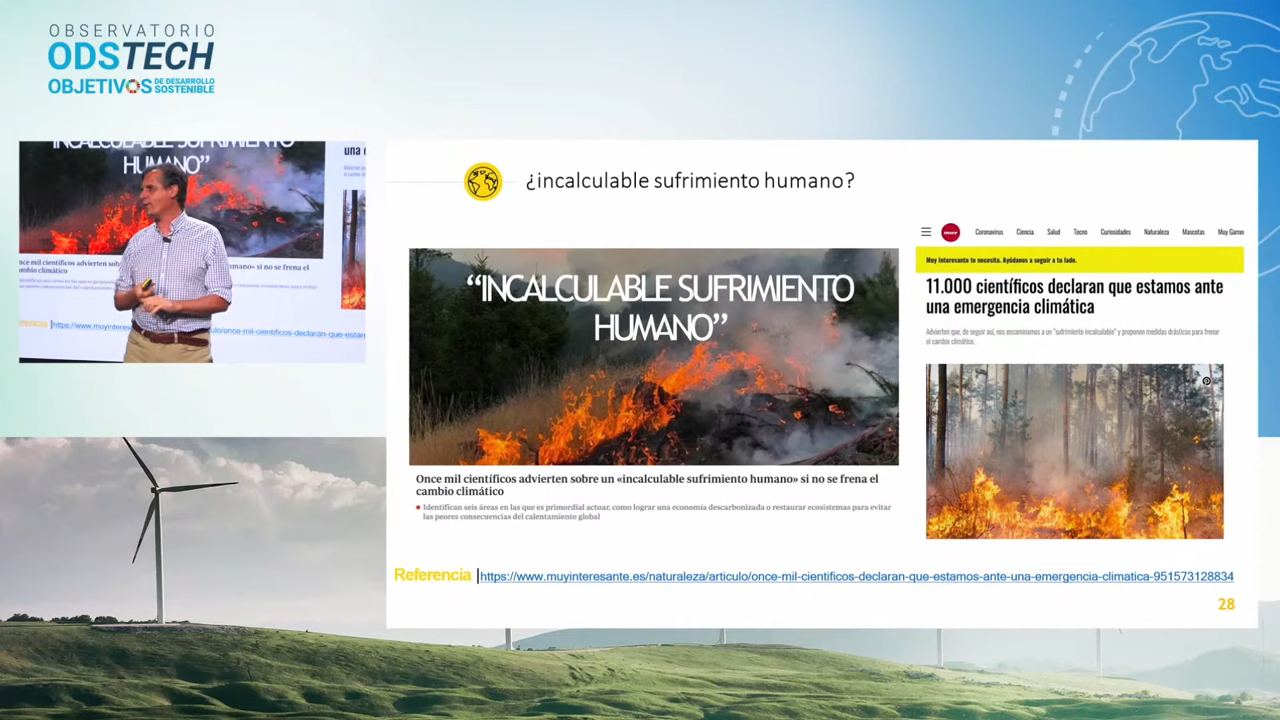 OBSERVATORIO
ODSTECH
OBJETIVOS DE DESARROLLO SOSTENIBLE
"INCALCULABLE SUFRIMIENTO
HUMANO"
una
¿incalculable sufrimiento humano?
"INCALCULABLE SUFRIMIENTO
HUMANO"
Once mil científicos advierten sobre un «incalculable sufrimiento humano» si no se frena el
cambio climático
Identifican seis áreas en las que es primordial actuar, como lograr una economía descarbonizada o restaurar ecosistemas para evitar
las peores consecuencias del calentamiento global
muy
Coronavirus Ciencia Salud Tecno Curiosidades Naturaleza Mascotas Muy Gamer
Muy Interesante te necesita. Ayúdanos a seguir a tu lado.
11.000 científicos declaran que estamos ante
una emergencia climática
Advierten que, de seguir así, nos encaminamos a un "sufrimiento incalculable" y proponen medidas drásticas para frenar
el cambio climático.
Referencia |https://www.muyinteresante.es/naturaleza/articulo/once-mil-cientificos-declaran-que-estamos-ante-una-emergencia-climatica-951573128834
28